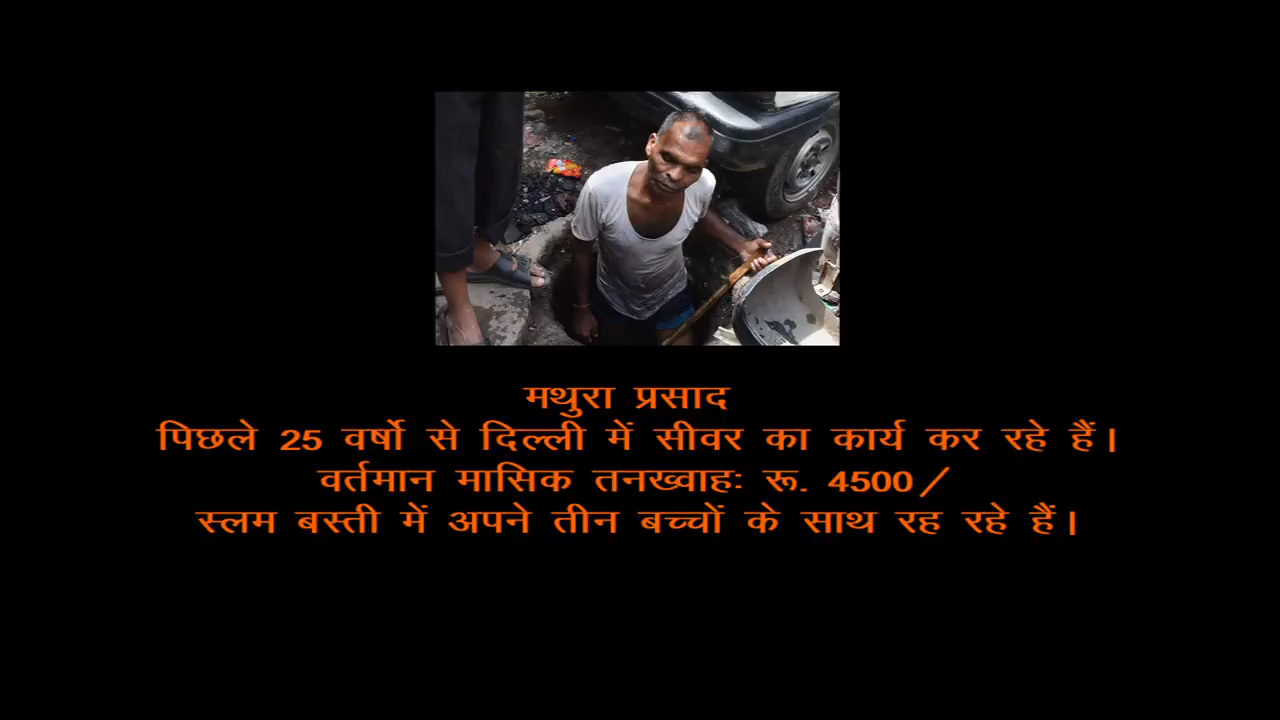 मथुरा प्रसाद
पिछले 25 वर्षो से दिल्ली में सीवर का कार्य कर रहे हैं।
वर्तमान मासिक तनख्वाहः रू. 4500/
स्लम बस्ती में अपने तीन बच्चों के साथ रह रहे हैं।